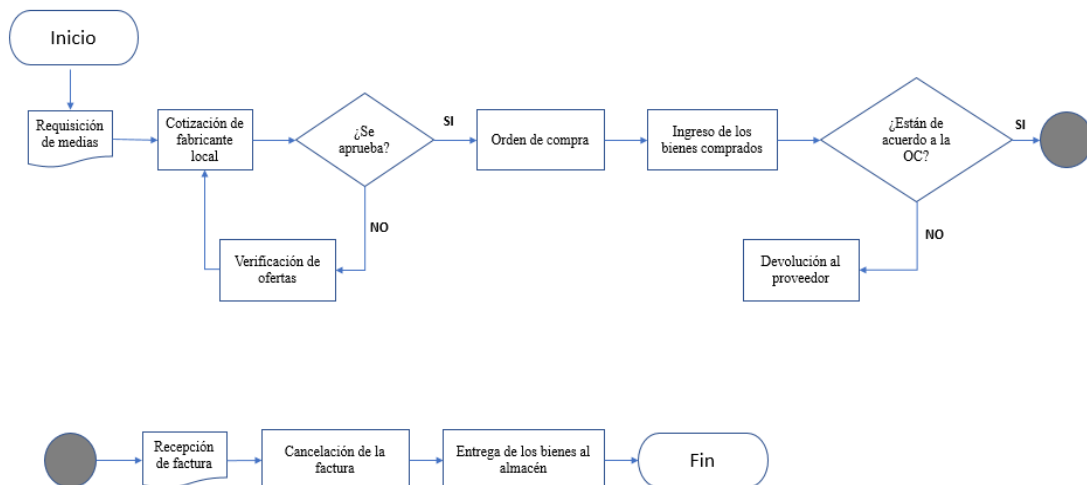 Inicio
Requisición
de medias
Cotización de
fabricante
local
¿Se
aprueba?
SI
Orden de compra
Ingreso de los
bienes comprados
¿Están de
acuerdo a la
OC?
SI
NO
Verificación de
ofertas
NO
Devolución al
proveedor
Recepción
de factura
Cancelación de la
factura
Entrega de los bienes al
almacén
Fin